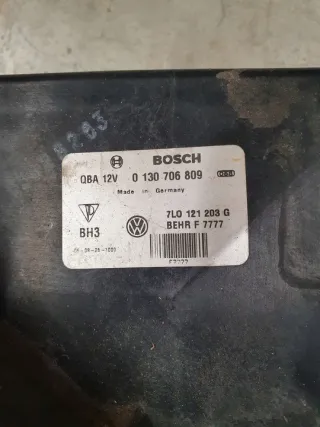 BOSCH
QBA 12V 0 130 706 809
Made in Germany
7L0 121 203 G
BH3
BEHR F 7777